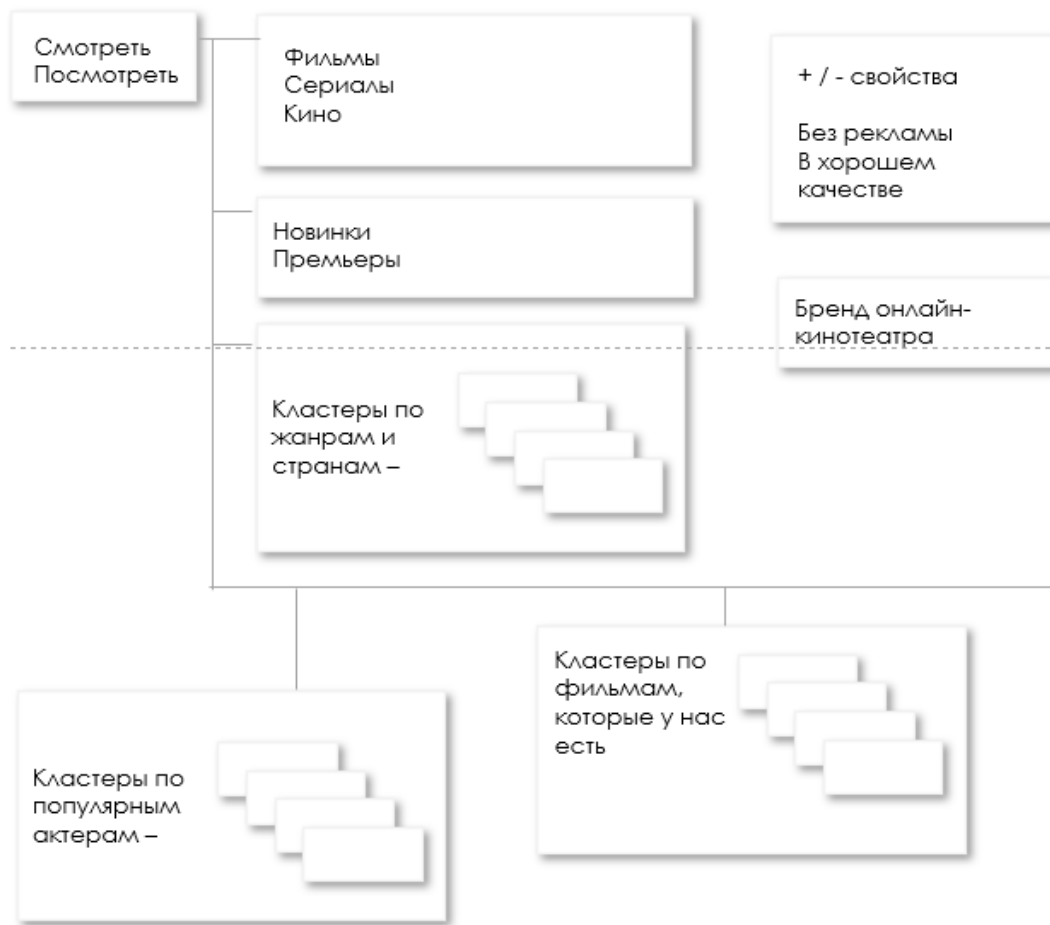 Смотреть
Посмотреть
Фильмы
Сериалы
Кино
+ / - свойства
Без рекламы
В хорошем
качестве
Новинки
Премьеры
Бренд онлайн-
кинотеатра
Кластеры по
жанрам и
странам –
Кластеры по
фильмам,
которые у нас
есть
Кластеры по
популярным
актерам –